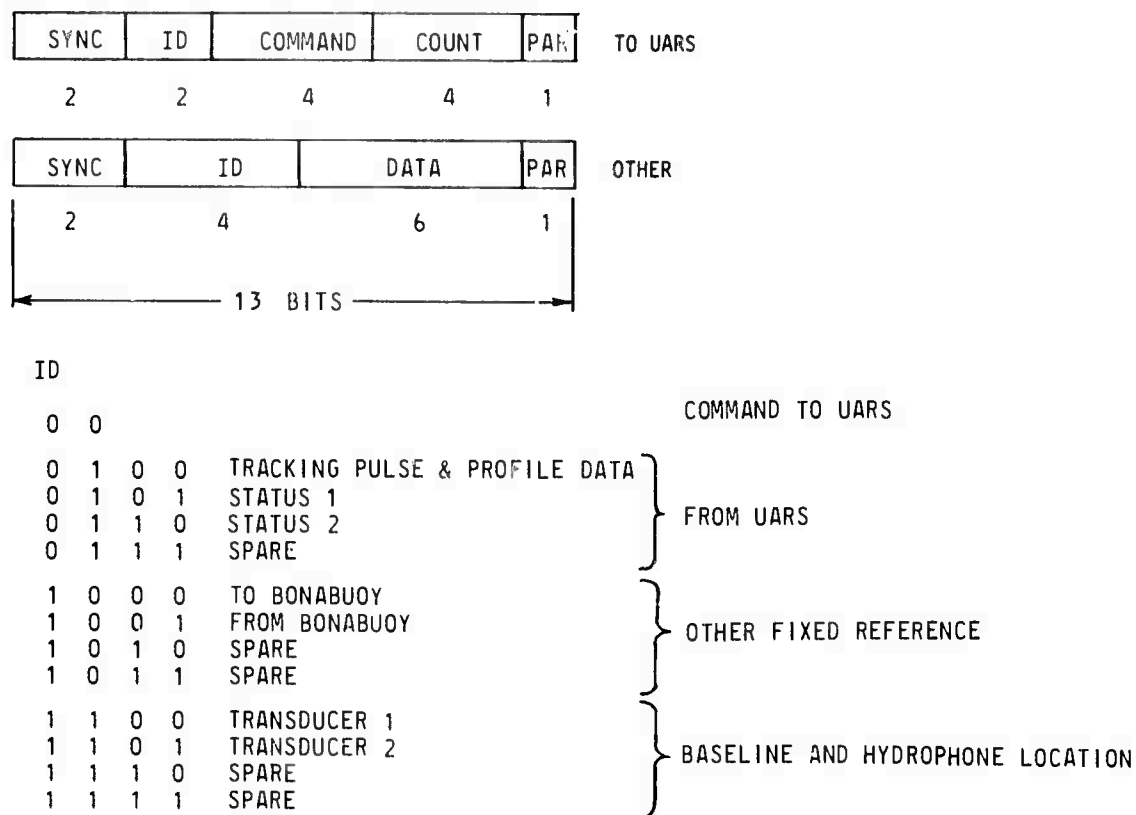 SYNC ID COMMAND COUNT PAR TO UARS
2 2 4 4 1
SYNC ID DATA PAR OTHER
2 4 6 1
13 BITS
ID
COMMAND TO UARS
0 0
0 1 0 0 TRACKING PULSE & PROFILE DATA
0 1 0 1 STATUS 1
0 1 1 0 STATUS 2
0 1 1 1 SPARE
FROM UARS
1 0 0 0 TO BONABUOY
1 0 0 1 FROM BONABUOY
1 0 1 0 SPARE
1 0 1 1 SPARE
OTHER FIXED REFERENCE
1 1 0 0 TRANSDUCER 1
1 1 0 1 TRANSDUCER 2
1 1 1 0 SPARE
1 1 1 1 SPARE
BASELINE AND HYDROPHONE LOCATION